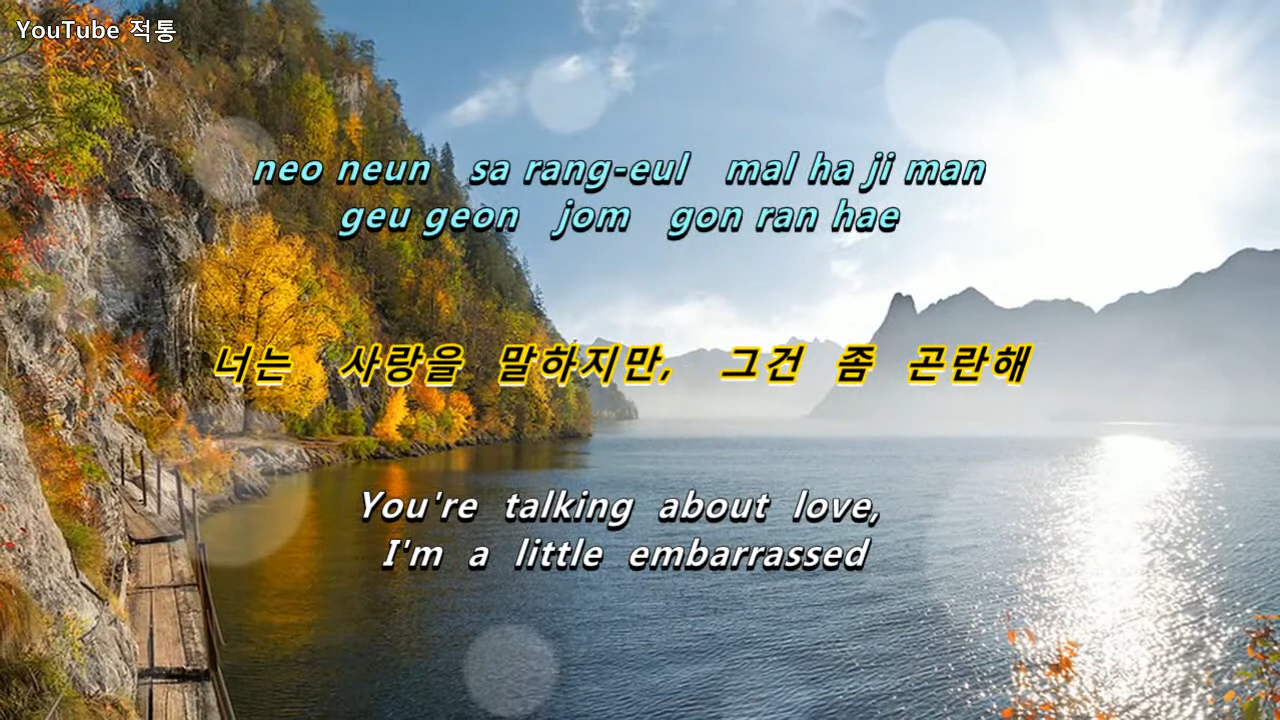 YouTube 적통
neo neun sa rang-eul mal ha ji man
geu geon jom gon ran hae
너는 사랑을 말하지만, 그건 좀 곤란해
You're talking about love,
I'm a little embarrassed